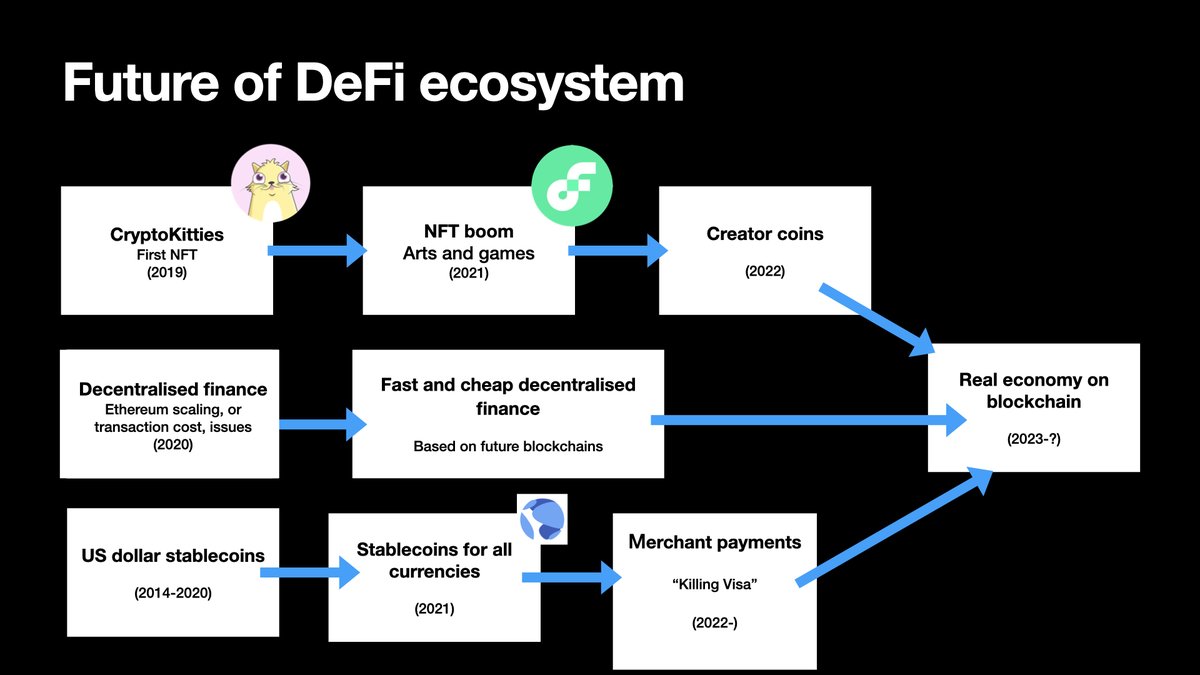 Future of DeFi ecosystem
CryptoKitties
First NFT
(2019)
NFT boom
Arts and games
(2021)
Creator coins
(2022)
Decentralised finance
Ethereum scaling, or
transaction cost, issues
(2020)
Fast and cheap decentralised
finance
Based on future blockchains
Real economy on
blockchain
(2023-?)
US dollar stablecoins
(2014-2020)
Stablecoins for all
currencies
(2021)
Merchant payments
“Killing Visa”
(2022-)